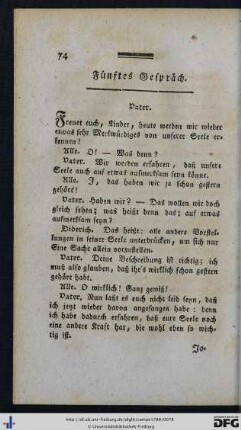 74
Fünftes Gespräch.
Vater.
Freuet euch, Kinder, heute werden wir wieder
etwas sehr Merkwürdiges von unserer Seele er-
kennen!
Alle. O! — Was denn?
Vater. Wir werden erfahren, daß unsere
Seele auch auf etwas aufmerksam seyn könne.
Alle. J, das haben wir ja schon gestern
gehört!
Vater. Haben wir? — Das wollen wir doch
gleich sehen; was heißt denn das: auf etwas
aufmerksam seyn?
Diderich. Das heißt: alle andere Vorstel-
lungen in seiner Seele unterdrücken, um sich nur
Eine Sache allein vorzustellen.
Vater. Deine Beschreibung ist richtig; ich
muß also glauben, daß ihr's wirklich schon gestern
gehört habt.
Alle. O wirklich! Ganz gewiß!
Vater. Nun laßt es euch nicht leid seyn, daß
ich jetzt wieder davon angefangen habe: denn
ich habe dadurch erfahren, daß eure Seele noch
eine andere Kraft hat, die wohl eben so wich-
tig ist.
Jo-
© Universitätsbibliothek Freiburg
DFG